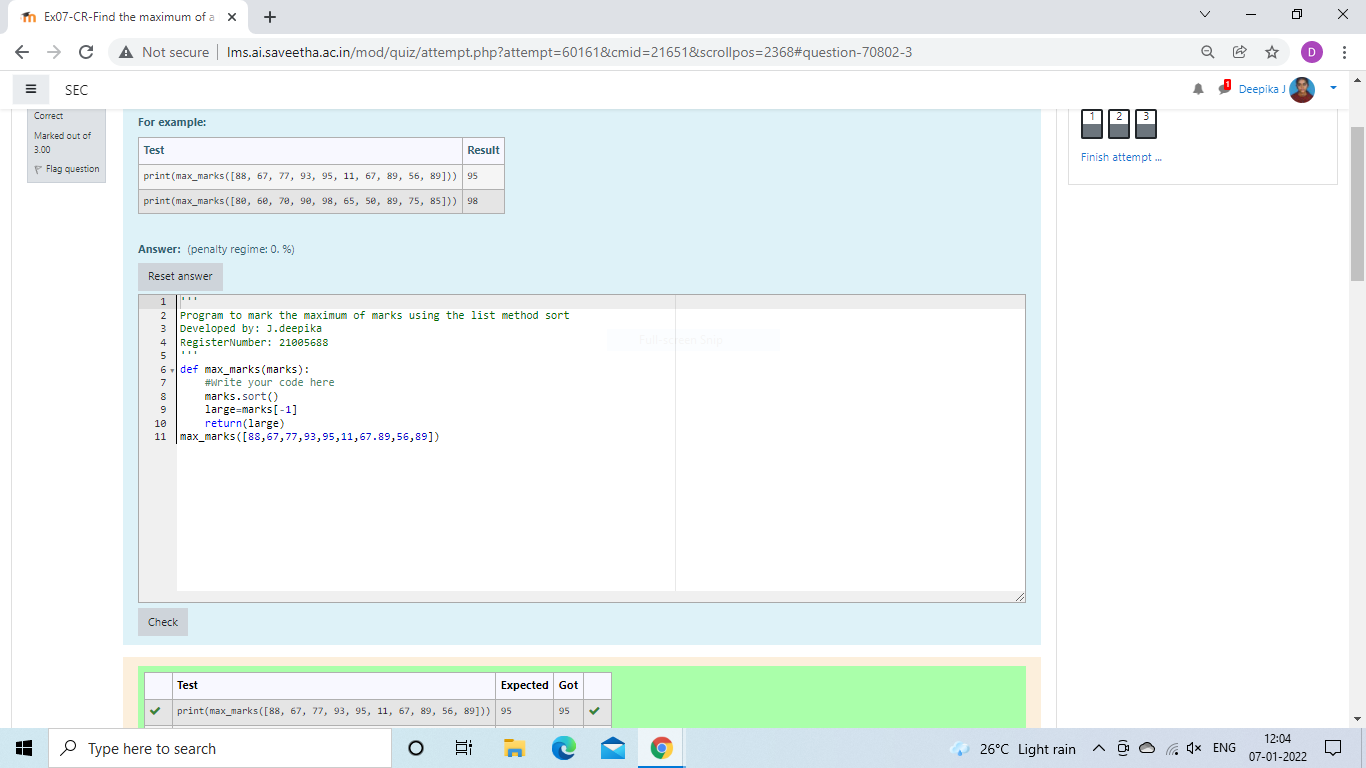 Ex07-CR-Find the maximum of a
Not secure
lms.ai.saveetha.ac.in/mod/quiz/attempt.php?attempt=60161&cmid=21651&scrollpos=2368#question-70802-3
D
SEC
1
Deepika J
Correct
Marked out of
3.00
Flag question
For example:
Test Result
print(max_marks([88, 67, 77, 93, 95, 11, 67, 89, 56, 89])) 95
print(max_marks([80, 60, 70, 90, 98, 65, 50, 89, 75, 85])) 98
1 2 3
Finish attempt ...
Answer: (penalty regime: 0. %)
Reset answer
1 '''
2 Program to mark the maximum of marks using the list method sort
3 Developed by: J.deepika
4 RegisterNumber: 21005688
5 '''
6 def max_marks(marks):
7 #Write your code here
8 marks.sort()
9 large=marks[-1]
10 return(large)
11 max_marks([88,67,77,93,95,11,67.89,56,89])
Full-screen Snip
Check
Test Expected Got
print(max_marks([88, 67, 77, 93, 95, 11, 67, 89, 56, 89])) 95 95
Type here to search
26°C Light rain
ENG
12:04
07-01-2022